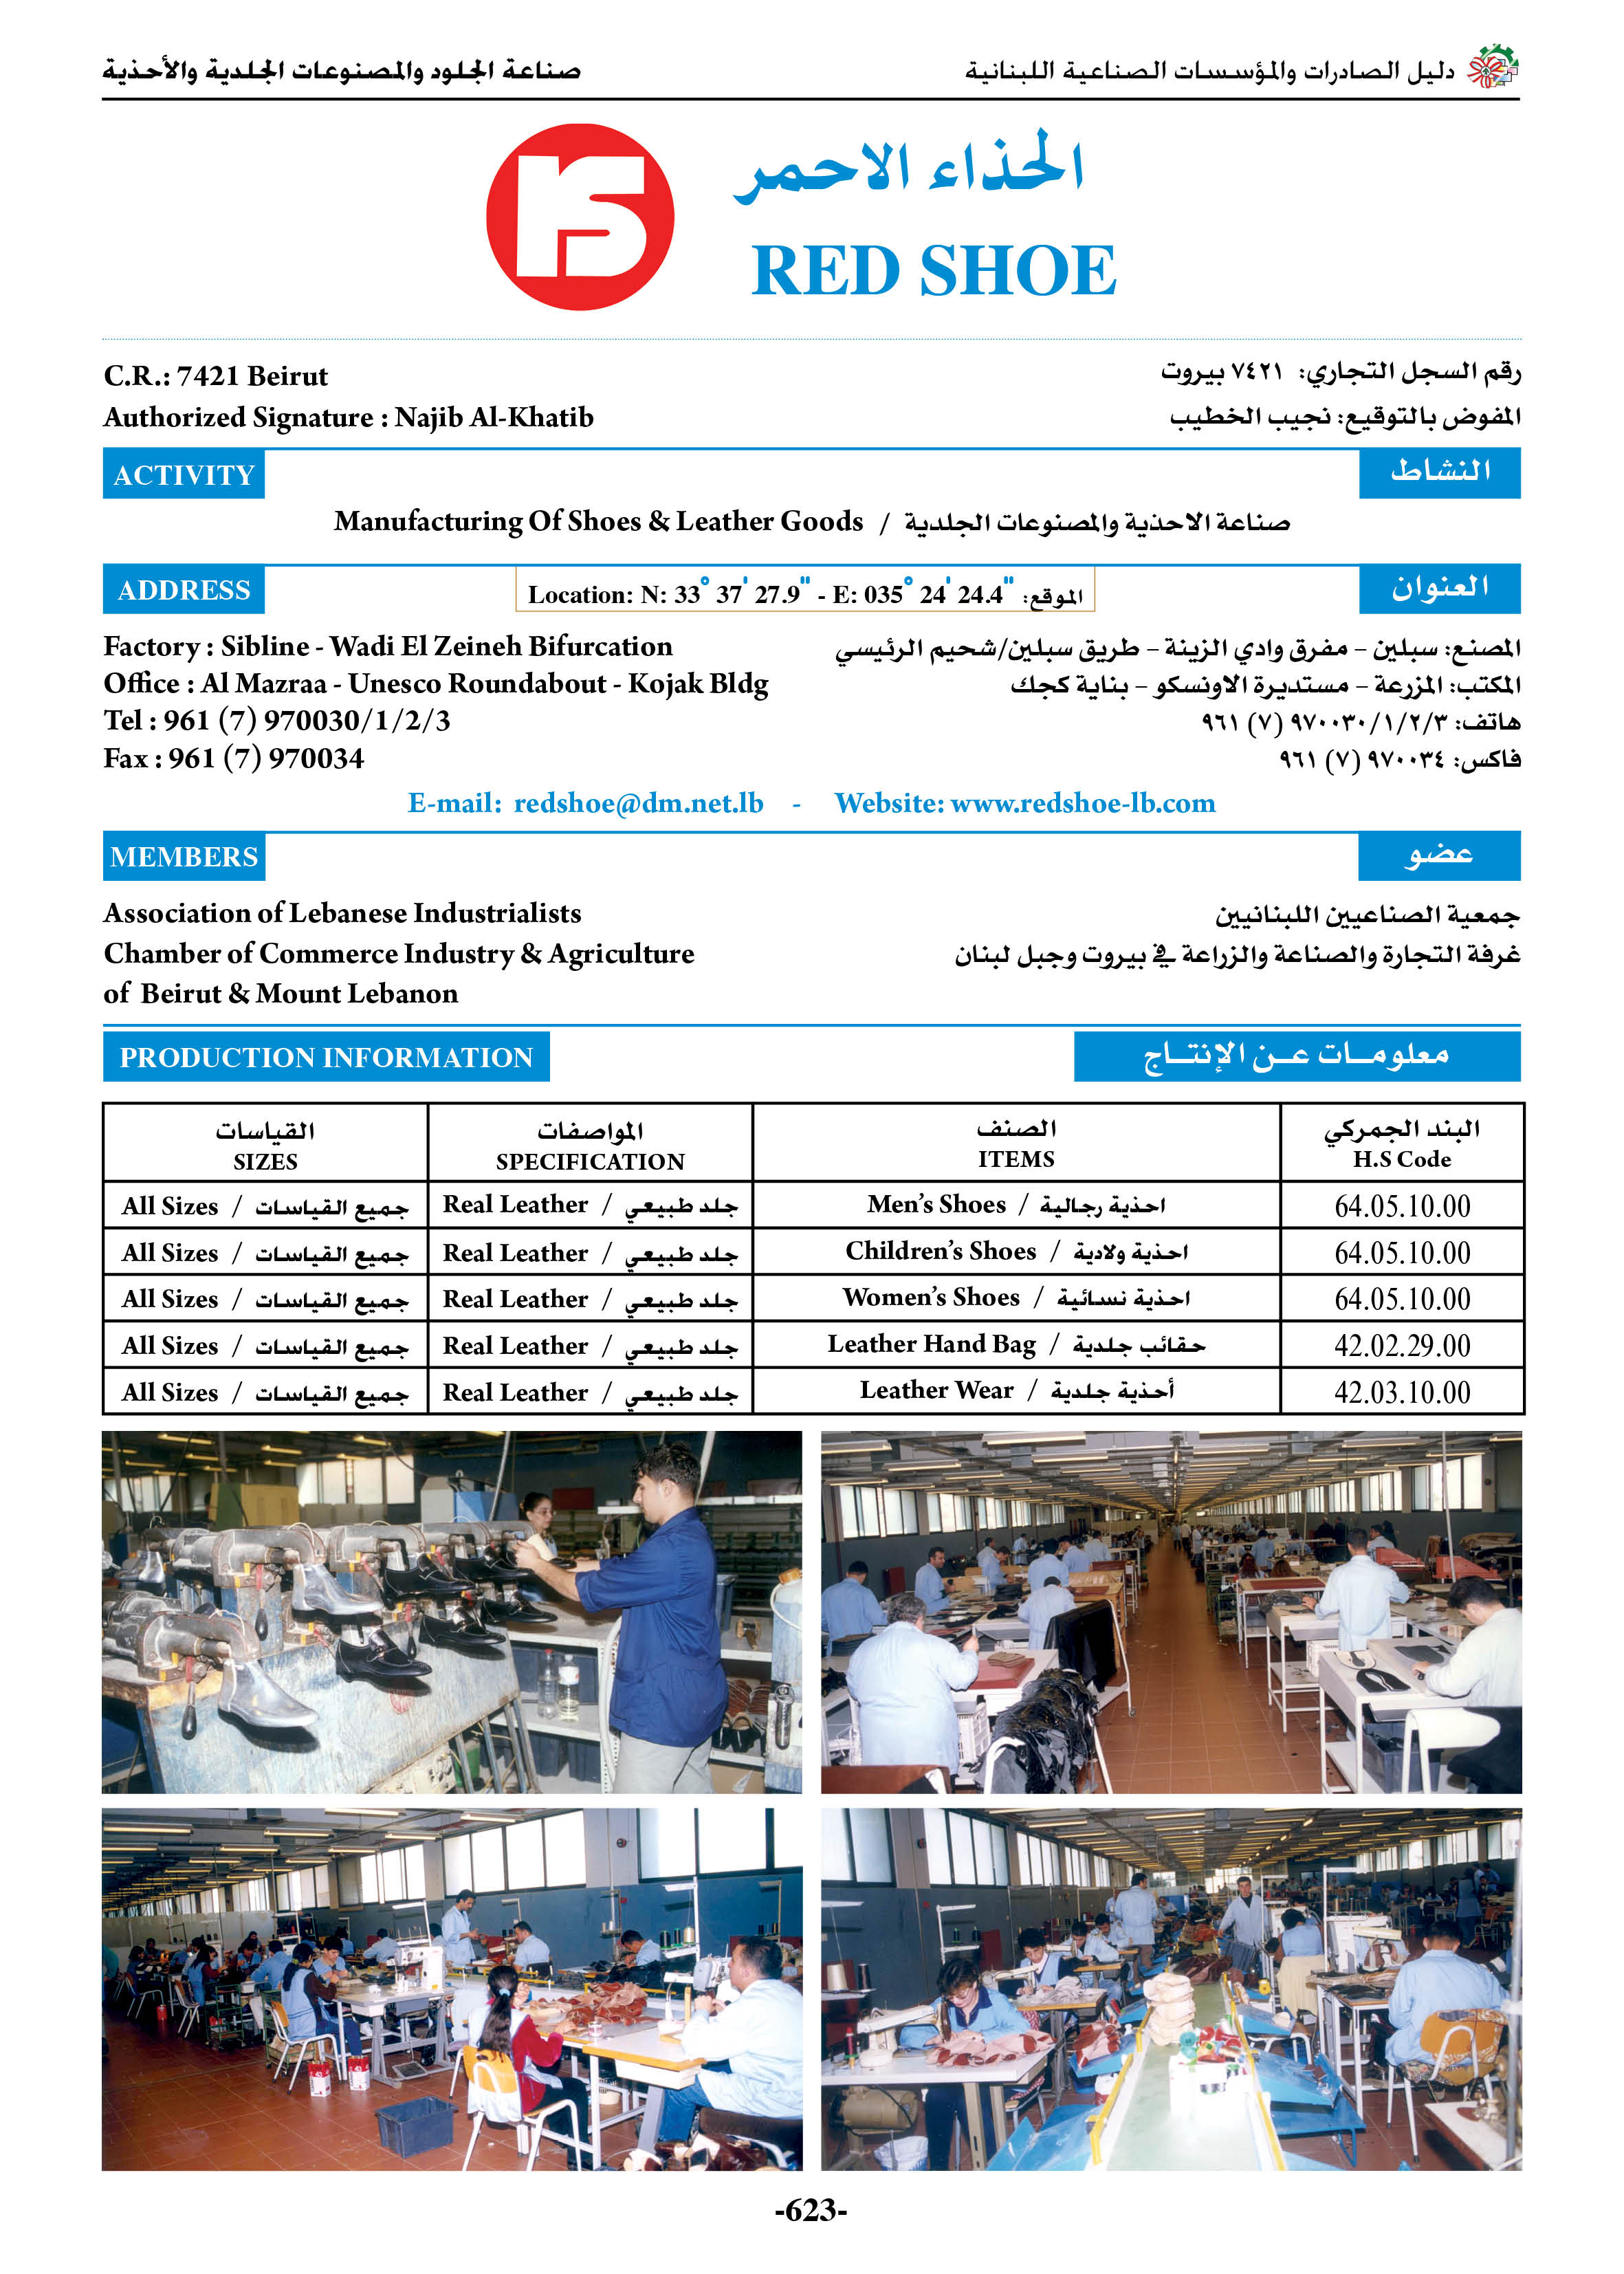 صناعة الجلود والمصنوعات الجلدية والأحذية
دليل الصادرات والمؤسسات الصناعية اللبنانية
rs
الحذاء الاحمر
RED SHOE
C.R.: 7421 Beirut
رقم السجل التجاري: ٧٤٢١ بيروت
Authorized Signature : Najib Al-Khatib
المفوض بالتوقيع: نجيب الخطيب
ACTIVITY
النشاط
Manufacturing Of Shoes & Leather Goods / صناعة الاحذية والمصنوعات الجلدية
ADDRESS
Location: N: 33° 37' 27.9" - E: 035° 24' 24.4" الموقع:
العنوان
Factory : Sibline - Wadi El Zeineh Bifurcation
المصنع: سبلين – مفرق وادي الزينة – طريق سبلين/شحيم الرئيسي
Office : Al Mazraa - Unesco Roundabout - Kojak Bldg
المكتب: المزرعة – مستديرة الاونسكو – بناية كجك
Tel : 961 (7) 970030/1/2/3
هاتف: ٩٧٠٠٣٠/١/٢/٣ (٧) ٩٦١
Fax : 961 (7) 970034
فاكس: ٩٧٠٠٣٤ (٧) ٩٦١
E-mail: redshoe@dm.net.lb - Website: www.redshoe-lb.com
MEMBERS
عضو
Association of Lebanese Industrialists
جمعية الصناعيين اللبنانيين
Chamber of Commerce Industry & Agriculture
غرفة التجارة والصناعة والزراعة في بيروت وجبل لبنان
of Beirut & Mount Lebanon
PRODUCTION INFORMATION
معلومـات عـن الإنتـاج
القياسات المواصفات الصنف البند الجمركي
SIZES SPECIFICATION ITEMS H.S Code
All Sizes / جميع القياسات Real Leather / جلد طبيعي Men's Shoes / احذية رجالية 64.05.10.00
All Sizes / جميع القياسات Real Leather / جلد طبيعي Children's Shoes / احذية ولادية 64.05.10.00
All Sizes / جميع القياسات Real Leather / جلد طبيعي Women's Shoes / احذية نسائية 64.05.10.00
All Sizes / جميع القياسات Real Leather / جلد طبيعي Leather Hand Bag / حقائب جلدية 42.02.29.00
All Sizes / جميع القياسات Real Leather / جلد طبيعي Leather Wear / أحذية جلدية 42.03.10.00
-623-